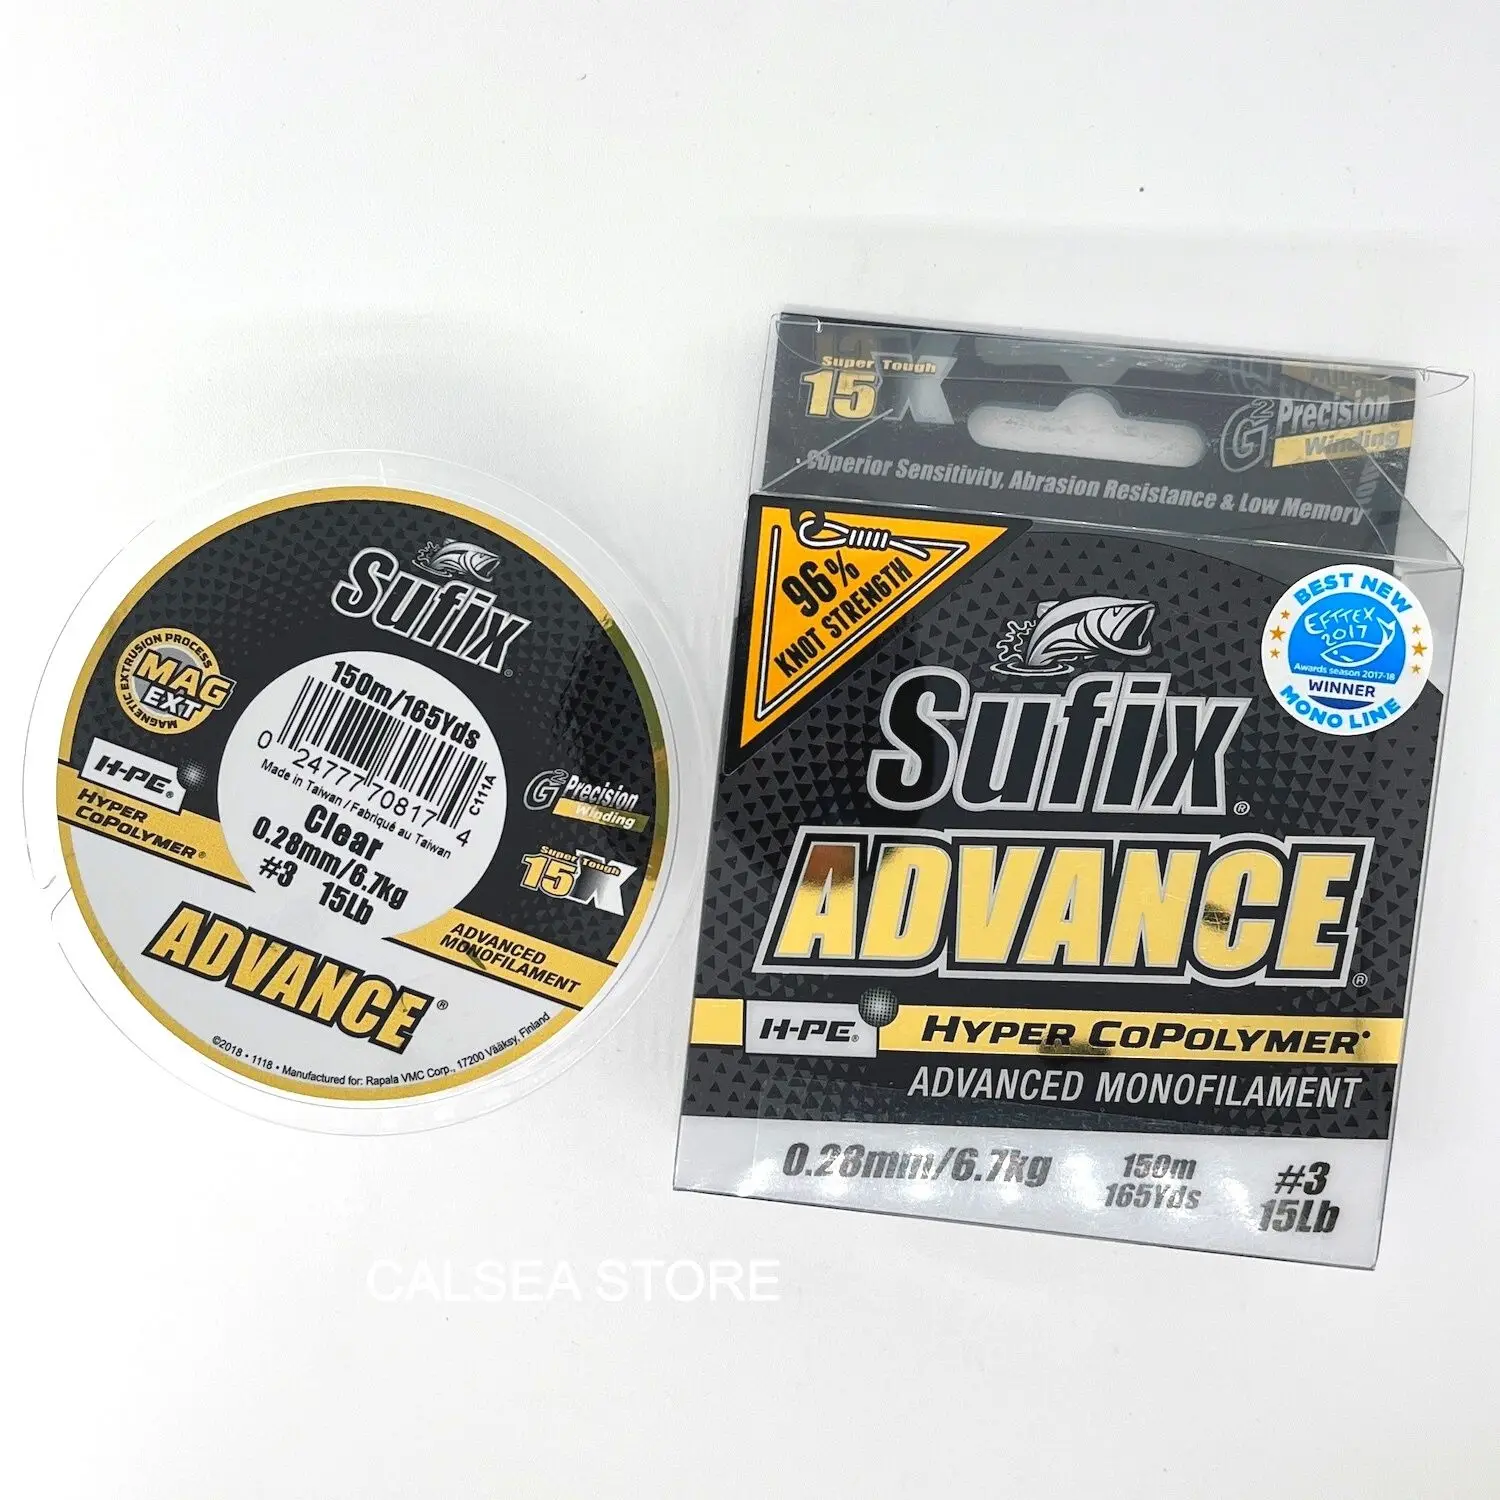 Sufix®
150m/165Yds
0 24777 70817 4
C111A
Made in Taiwan / Fabriqué au Taiwan
Clear
0.28mm/6.7kg
#3 15Lb
MAGNETIC EXTRUSION PROCESS
MAG
EXT
H-PE®
HYPER
COPOLYMER®
G2 Precision
Winding
Super Tough
15X
ADVANCED
MONOFILAMENT
ADVANCE®
©2018 • 1118 • Manufactured for: Rapala VMC Corp., 17200 Vääksy, Finland
Super Tough
15X
G2 Precision
Winding
Superior Sensitivity, Abrasion Resistance & Low Memory
96%
KNOT STRENGTH
BEST NEW
EFTTEX
2017
Awards season 2017-18
WINNER
MONO LINE
Sufix®
ADVANCE®
H-PE® HYPER COPOLYMER®
ADVANCED MONOFILAMENT
0.28mm/6.7kg
150m
165Yds
#3
15Lb
CALSEA STORE